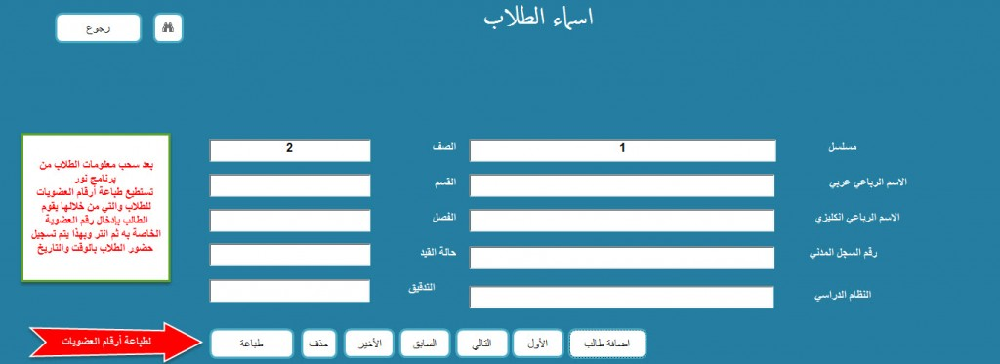 اسماء الطلاب
رجوع
مسلسل 1 الصف 2
الاسم الرباعي عربي القسم
الاسم الرباعي انكليزي الفصل
رقم السجل المدني حالة القيد
النظام الدراسي التدقيق
بعد سحب معلومات الطلاب من
برنامج نور
تستطيع طباعة أرقام العضويات
للطلاب والتي من خلالها يقوم
الطالب بإدخال رقم العضوية
الخاصة به ثم انتر وبهذا يتم تسجيل
حضور الطلاب بالوقت والتاريخ
اضافة طالب الأول التالي السابق الأخير حذف طباعة
لطباعة أرقام العضويات